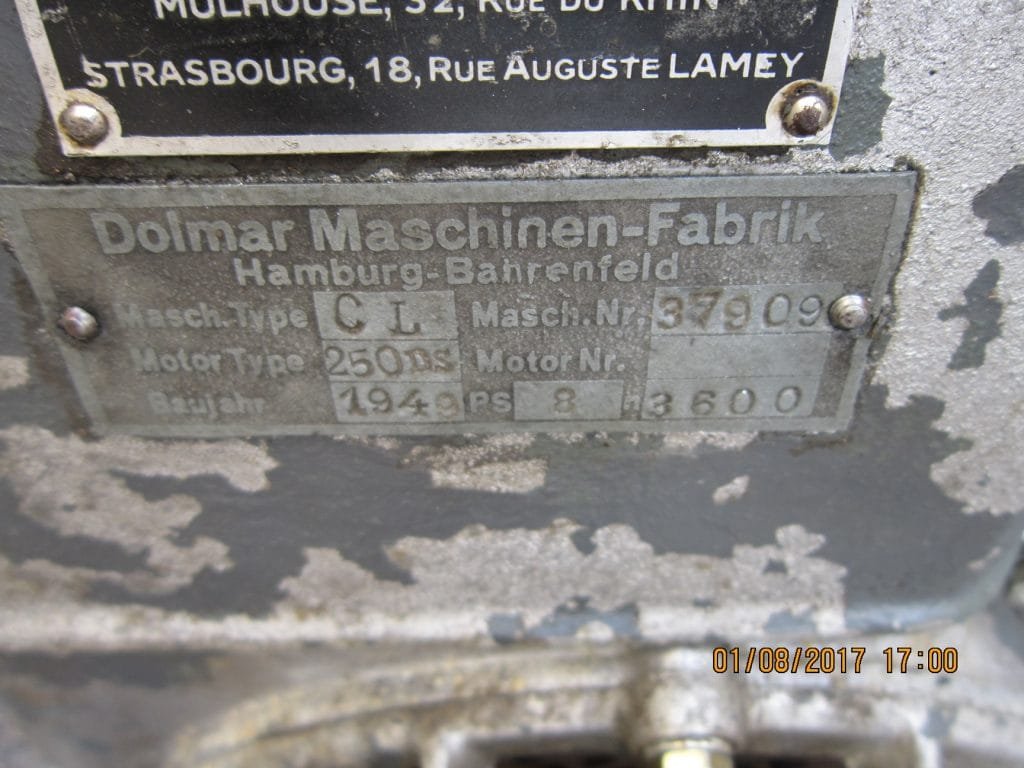 MULHOUSE, 32, RUE DU RHIN
STRASBOURG, 18, RUE AUGUSTE LAMEY
Dolmar Maschinen-Fabrik
Hamburg-Bahrenfeld
Masch. Type CL Masch. Nr. 37909
Motor Type 250DS Motor Nr.
Baujahr 1949 PS 8 n 3600
01/08/2017 17:00